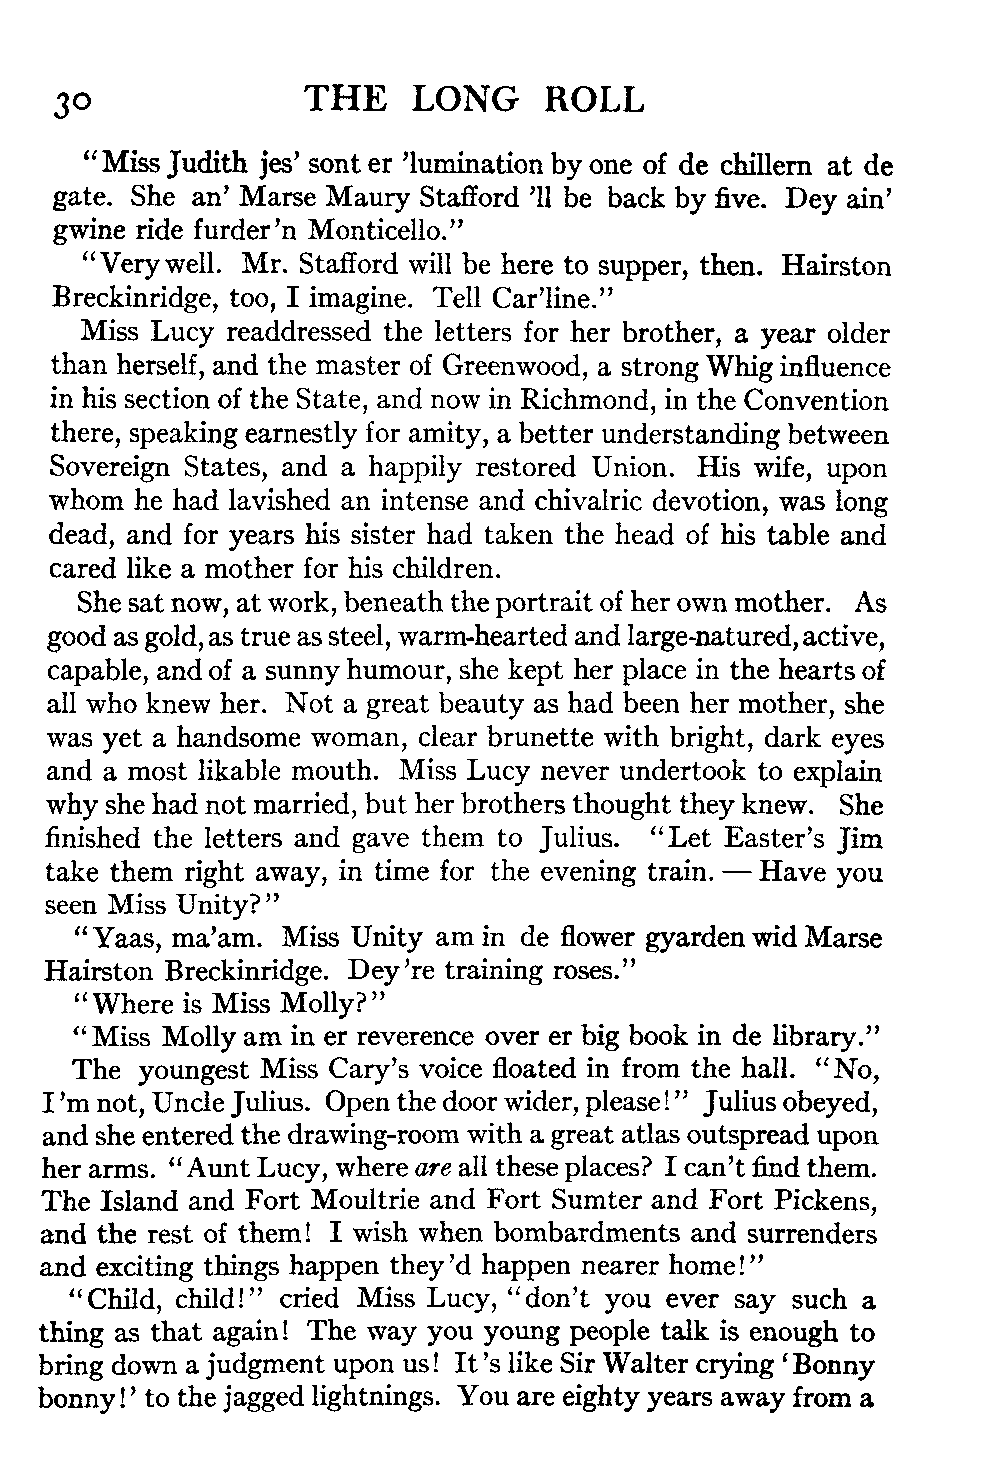 30 THE LONG ROLL
“Miss Judith jes’ sont er ’lumination by one of de chillern at de
gate. She an’ Marse Maury Stafford ’ll be back by five. Dey ain’
gwine ride furder’n Monticello.”
“Very well. Mr. Stafford will be here to supper, then. Hairston
Breckinridge, too, I imagine. Tell Car’line.”
Miss Lucy readdressed the letters for her brother, a year older
than herself, and the master of Greenwood, a strong Whig influence
in his section of the State, and now in Richmond, in the Convention
there, speaking earnestly for amity, a better understanding between
Sovereign States, and a happily restored Union. His wife, upon
whom he had lavished an intense and chivalric devotion, was long
dead, and for years his sister had taken the head of his table and
cared like a mother for his children.
She sat now, at work, beneath the portrait of her own mother. As
good as gold, as true as steel, warm-hearted and large-natured, active,
capable, and of a sunny humour, she kept her place in the hearts of
all who knew her. Not a great beauty as had been her mother, she
was yet a handsome woman, clear brunette with bright, dark eyes
and a most likable mouth. Miss Lucy never undertook to explain
why she had not married, but her brothers thought they knew. She
finished the letters and gave them to Julius. “Let Easter’s Jim
take them right away, in time for the evening train. — Have you
seen Miss Unity?”
“Yaas, ma’am. Miss Unity am in de flower gyarden wid Marse
Hairston Breckinridge. Dey’re training roses.”
“Where is Miss Molly?”
“Miss Molly am in er reverence over er big book in de library.”
The youngest Miss Cary’s voice floated in from the hall. “No,
I’m not, Uncle Julius. Open the door wider, please!” Julius obeyed,
and she entered the drawing-room with a great atlas outspread upon
her arms. “Aunt Lucy, where are all these places? I can’t find them.
The Island and Fort Moultrie and Fort Sumter and Fort Pickens,
and the rest of them! I wish when bombardments and surrenders
and exciting things happen they’d happen nearer home!”
“Child, child!” cried Miss Lucy, “don’t you ever say such a
thing as that again! The way you young people talk is enough to
bring down a judgment upon us! It’s like Sir Walter crying ‘Bonny
bonny!’ to the jagged lightnings. You are eighty years away from a